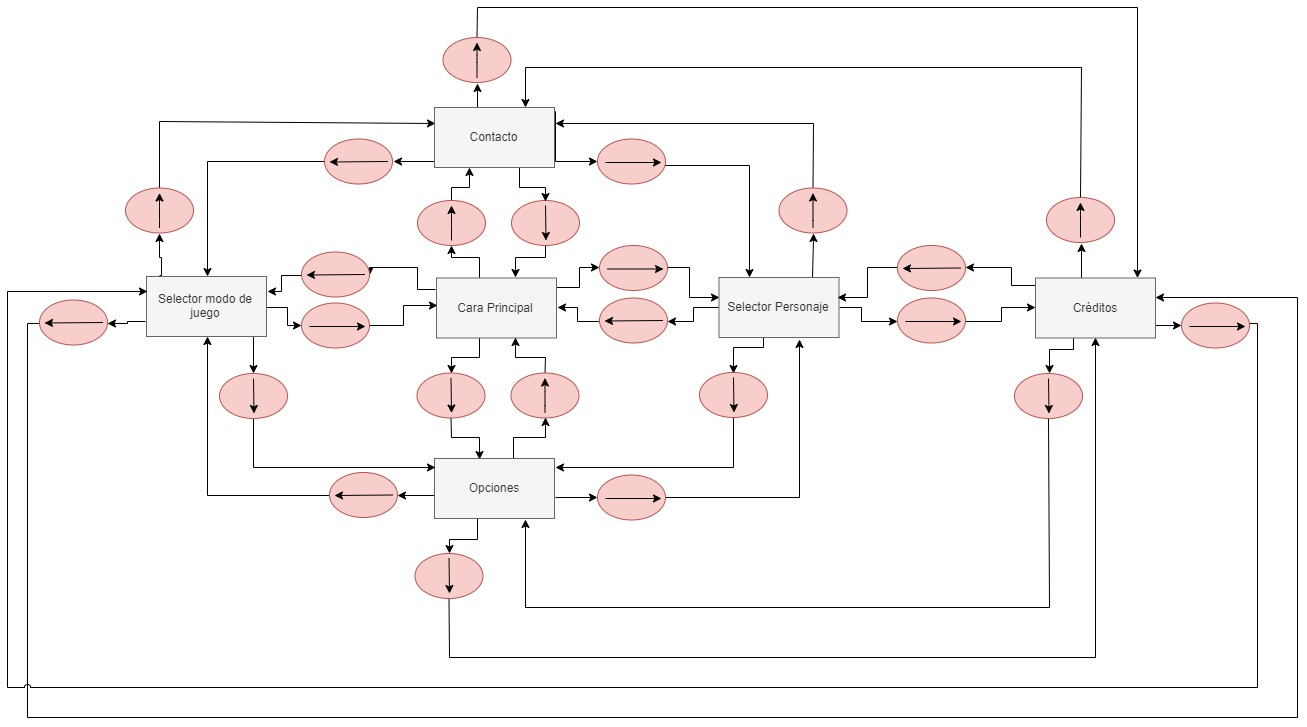 Contacto
Selector modo de
juego
Cara Principal
Selector Personaje
Créditos
Opciones